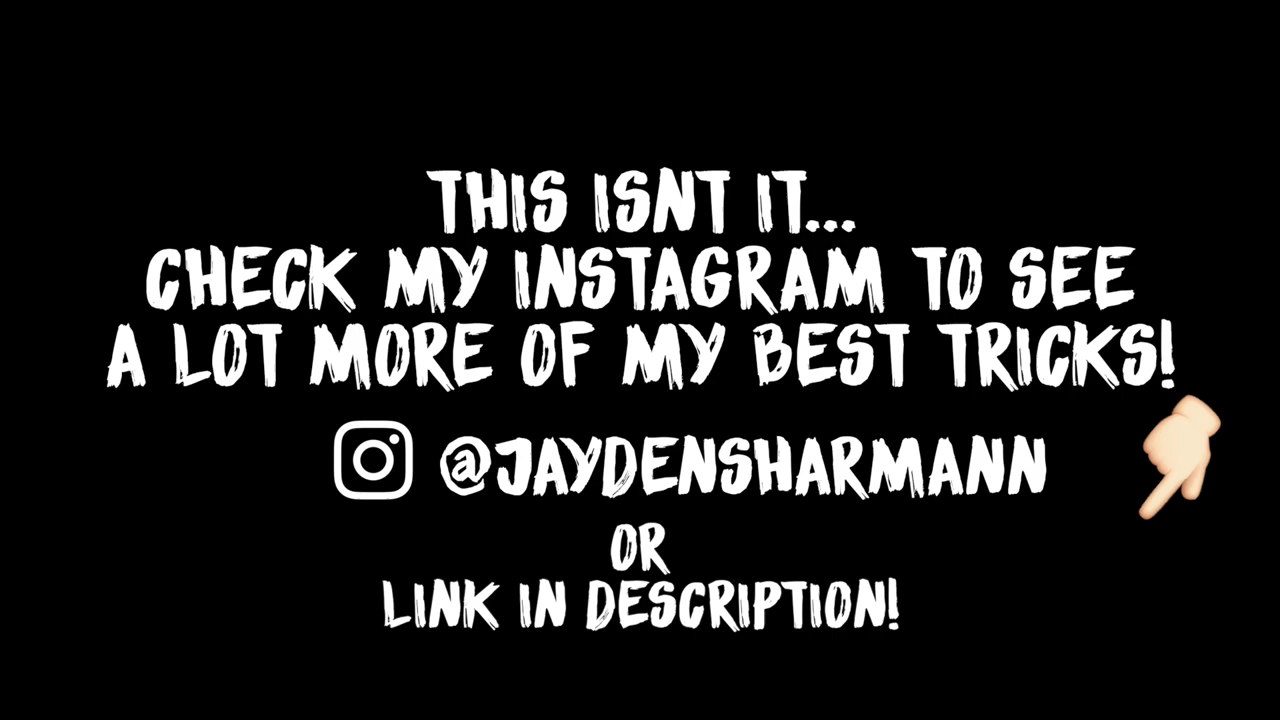 THIS ISNT IT...
CHECK MY INSTAGRAM TO SEE
A LOT MORE OF MY BEST TRICKS!
@JAYDENSHARMANN
OR
LINK IN DESCRIPTION!